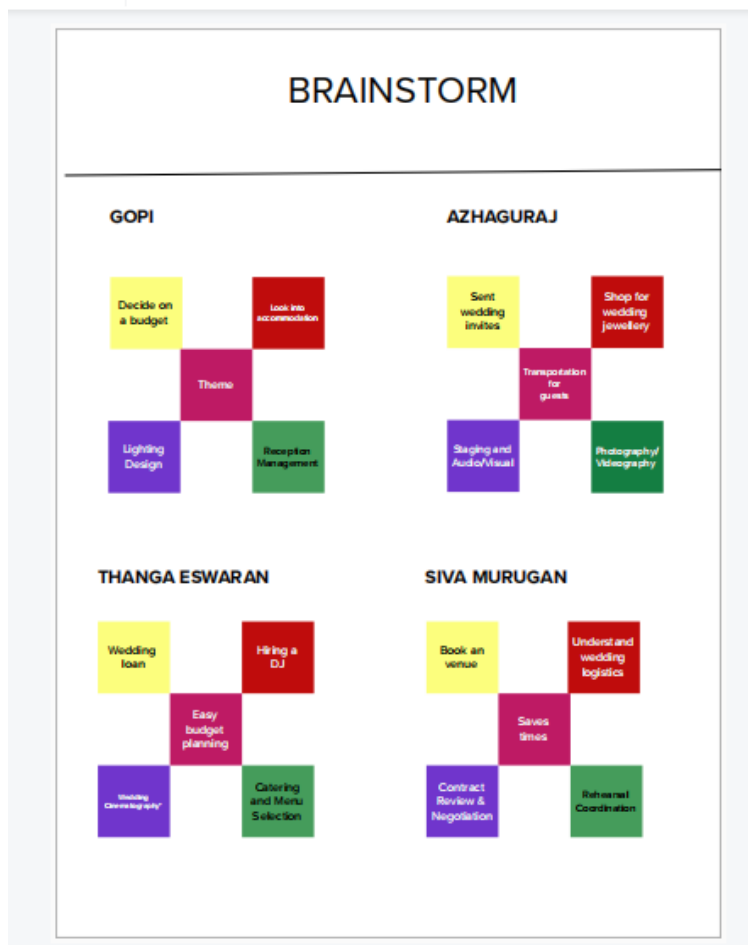 BRAINSTORM
GOPI
Decide on
a budget
Look into
accommodation
Theme
Lighting
Design
Reception
Management
AZHAGURAJ
Sent
wedding
invites
Shop for
wedding
jewellery
Transportation
for
guests
Staging and
Audio/Visual
Photography/
Videography
THANGA ESWARAN
Wedding
loan
Hiring a
DJ
Easy
budget
planning
Wedding
Cinematography"
Catering
and Menu
Selection
SIVA MURUGAN
Book an
venue
Understand
wedding
logistics
Saves
times
Contract
Review &
Negotiation
Rehearsal
Coordination